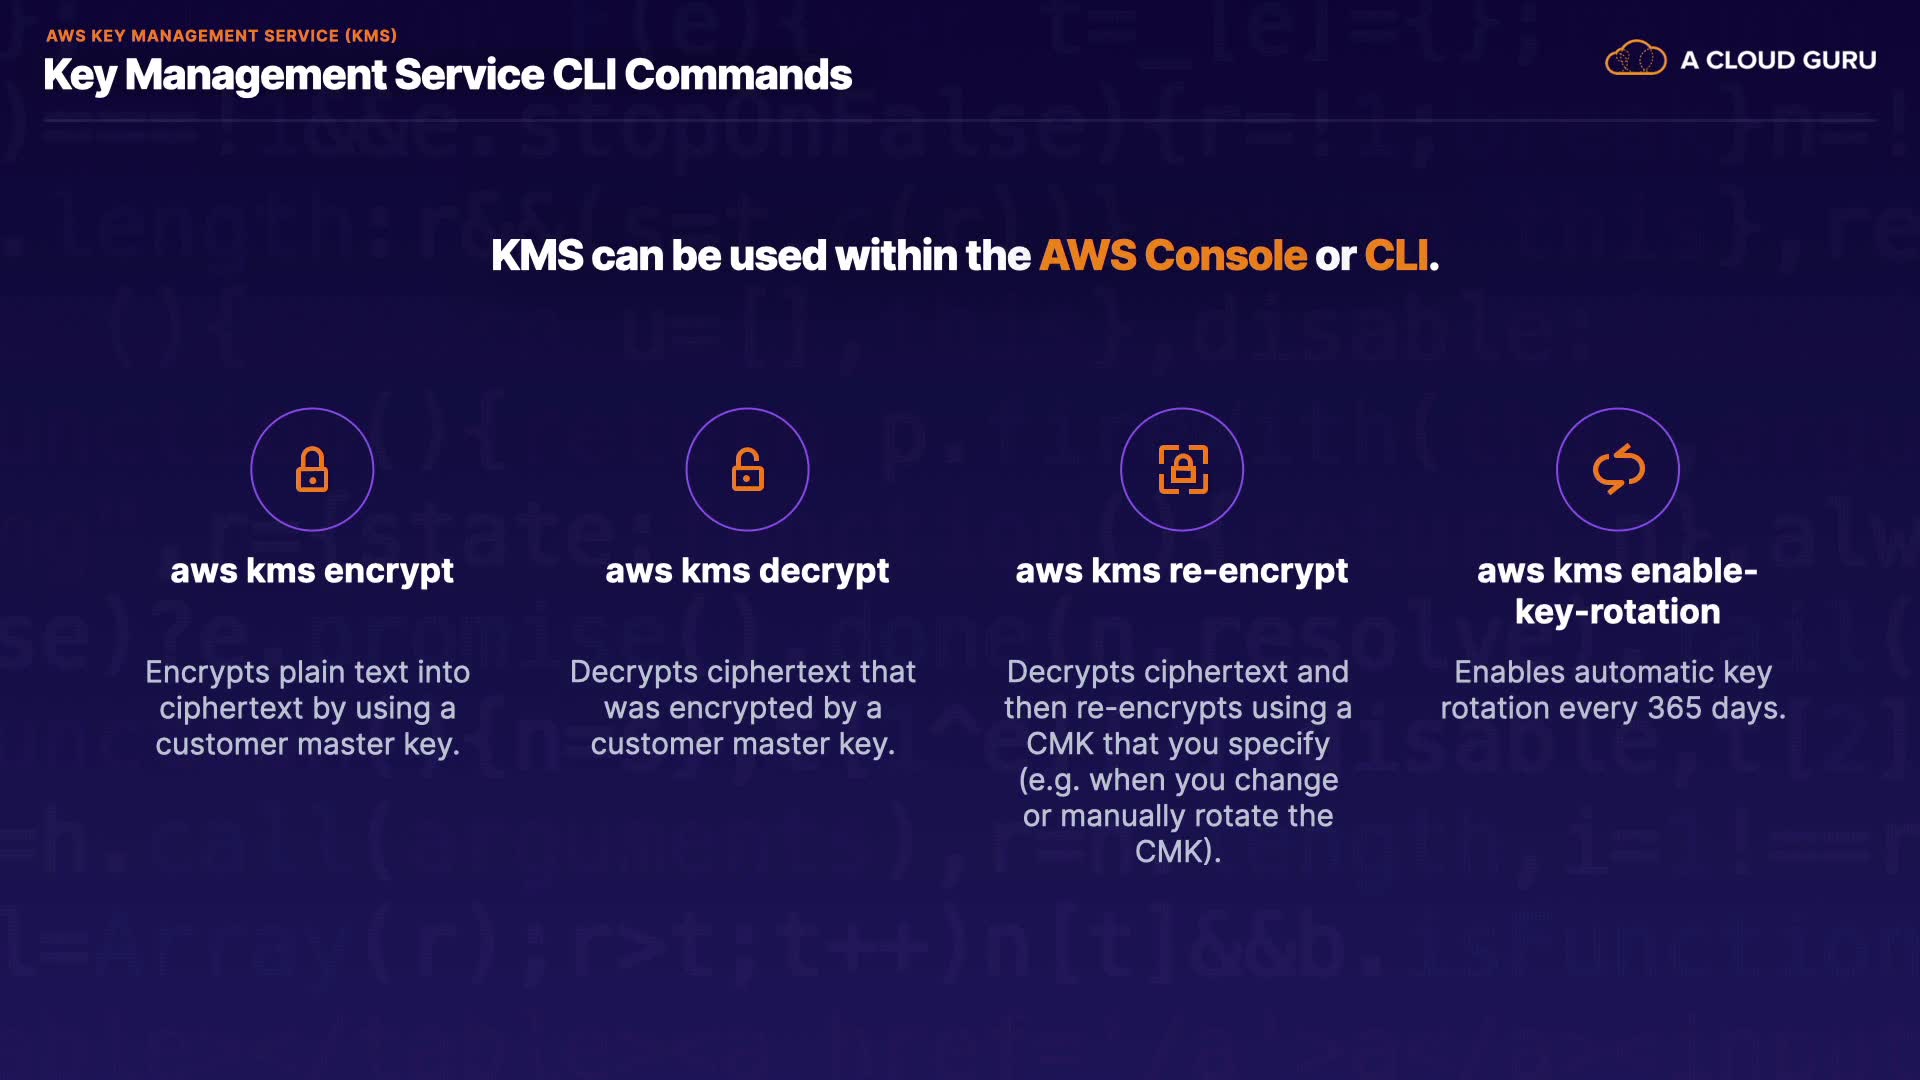 AWS KEY MANAGEMENT SERVICE (KMS)
Key Management Service CLI Commands
A CLOUD GURU
KMS can be used within the AWS Console or CLI.
aws kms encrypt
Encrypts plain text into
ciphertext by using a
customer master key.
aws kms decrypt
Decrypts ciphertext that
was encrypted by a
customer master key.
aws kms re-encrypt
Decrypts ciphertext and
then re-encrypts using a
CMK that you specify
(e.g. when you change
or manually rotate the
CMK).
aws kms enable-
key-rotation
Enables automatic key
rotation every 365 days.